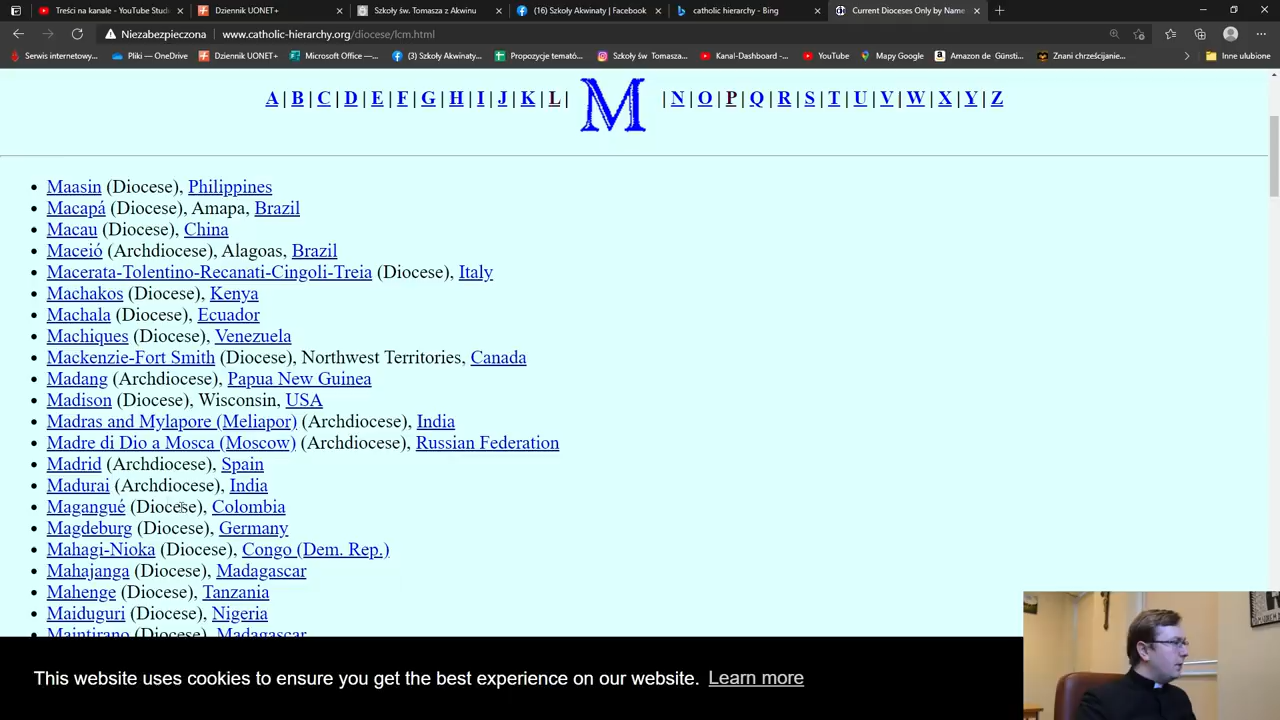 Treści na kanale - YouTube Stud
Dziennik UONET+
Szkoły św. Tomasza z Akwinu
(16) Szkoły Akwinaty | Facebook
catholic hierarchy - Bing
Current Dioceses Only by Name
Niezabezpieczona www.catholic-hierarchy.org/diocese/lcm.html
Serwis internetowy...
Pliki — OneDrive
Dziennik UONET+
Microsoft Office —...
(3) Szkoły Akwinaty...
Propozycje temató...
Szkoły św. Tomasza...
Kanał-Dashboard -...
YouTube
Mapy Google
Amazon de Günsti...
Znani chrześcijanie...
Inne ulubione
A | B | C | D | E | F | G | H | I | J | K | L | M | N | O | P | Q | R | S | T | U | V | W | X | Y | Z
Maasin (Diocese), Philippines
Macapá (Diocese), Amapa, Brazil
Macau (Diocese), China
Maceió (Archdiocese), Alagoas, Brazil
Macerata-Tolentino-Recanati-Cingoli-Treia (Diocese), Italy
Machakos (Diocese), Kenya
Machala (Diocese), Ecuador
Machiques (Diocese), Venezuela
Mackenzie-Fort Smith (Diocese), Northwest Territories, Canada
Madang (Archdiocese), Papua New Guinea
Madison (Diocese), Wisconsin, USA
Madras and Mylapore (Meliapor) (Archdiocese), India
Madre di Dio a Mosca (Moscow) (Archdiocese), Russian Federation
Madrid (Archdiocese), Spain
Madurai (Archdiocese), India
Magangué (Diocese), Colombia
Magdeburg (Diocese), Germany
Mahagi-Nioka (Diocese), Congo (Dem. Rep.)
Mahajanga (Diocese), Madagascar
Mahenge (Diocese), Tanzania
Maiduguri (Diocese), Nigeria
Maintirano (Diocese), Madagascar
This website uses cookies to ensure you get the best experience on our website. Learn more